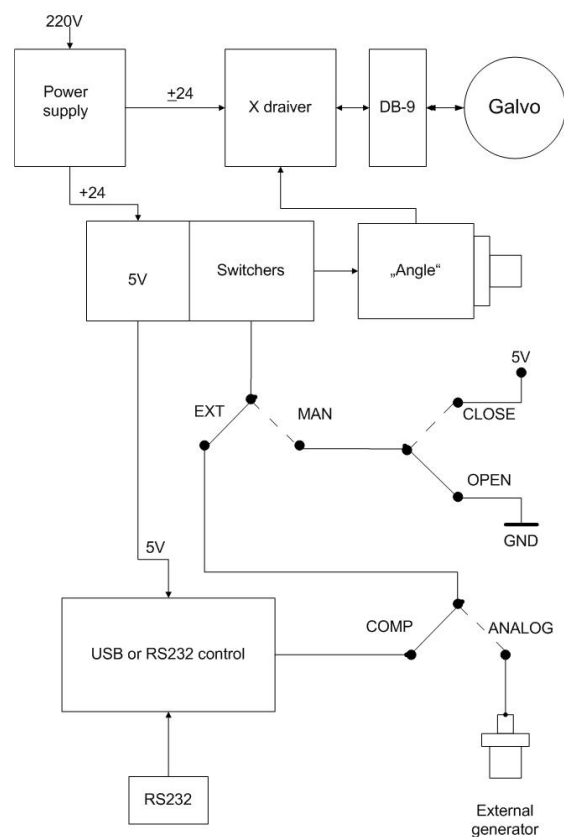 220V
Power
supply
+24
X draiver
DB-9
Galvo
+24
5V
Switchers
„Angle“
5V
EXT
MAN
CLOSE
OPEN
GND
5V
USB or RS232 control
COMP
ANALOG
RS232
External
generator